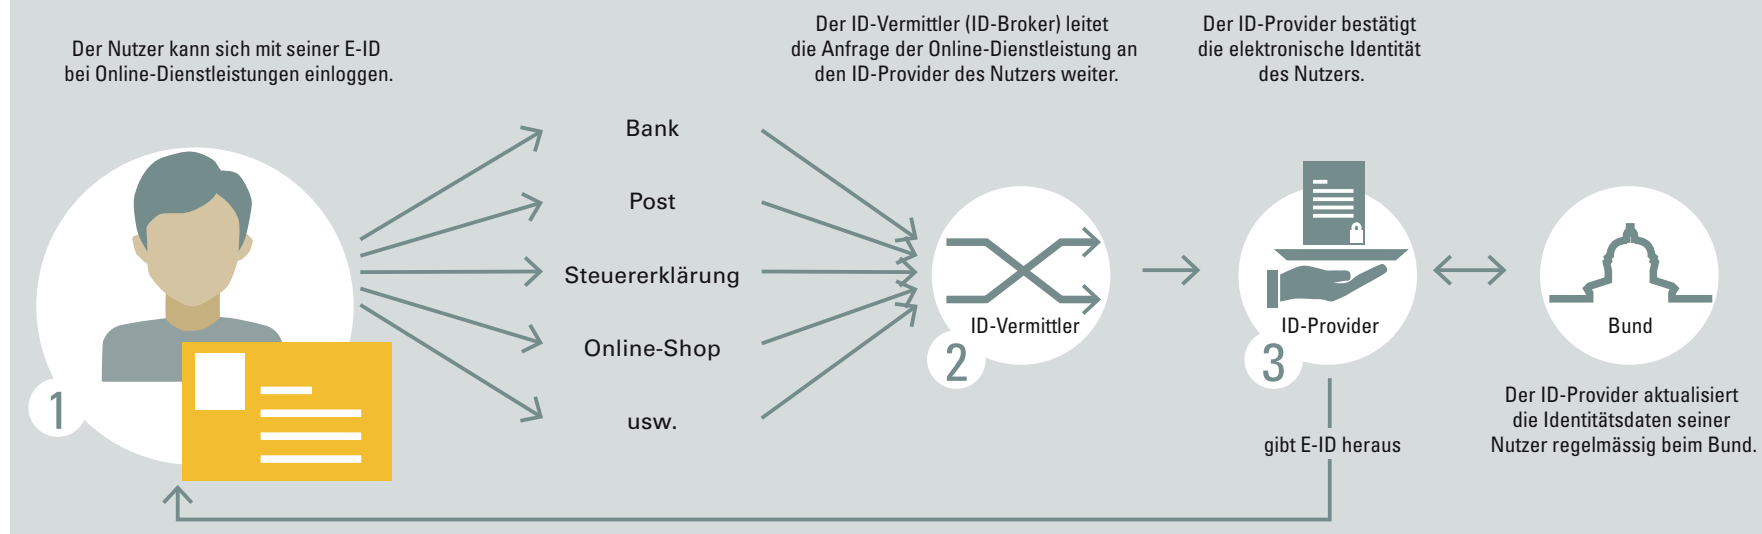 Der Nutzer kann sich mit seiner E-ID
bei Online-Dienstleistungen einloggen.
Der ID-Vermittler (ID-Broker) leitet
die Anfrage der Online-Dienstleistung an
den ID-Provider des Nutzers weiter.
Der ID-Provider bestätigt
die elektronische Identität
des Nutzers.
Bank
Post
Steuererklärung
Online-Shop
usw.
1
ID-Vermittler
2
ID-Provider
3
Bund
gibt E-ID heraus
Der ID-Provider aktualisiert
die Identitätsdaten seiner
Nutzer regelmässig beim Bund.